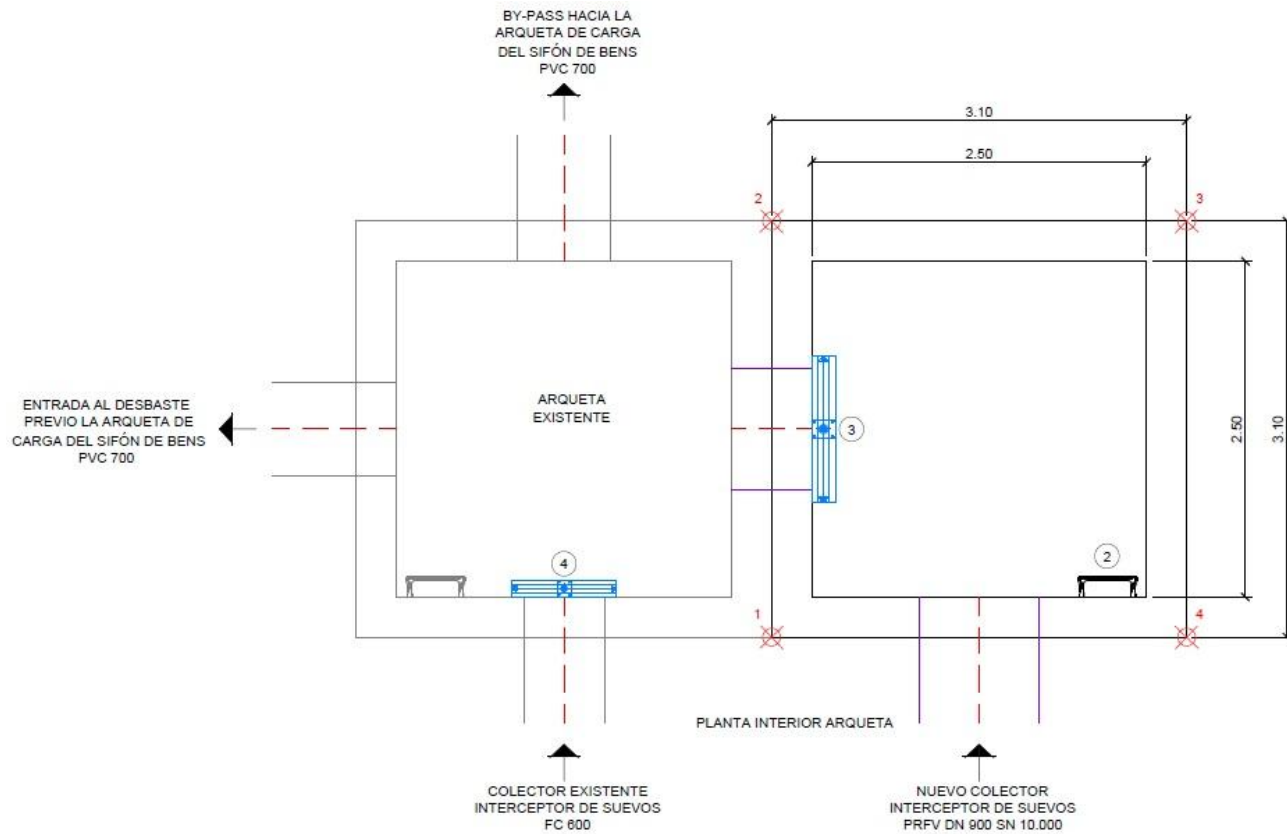 BY-PASS HACIA LA
ARQUETA DE CARGA
DEL SIFÓN DE BENS
PVC 700
3.10
2.50
2
3
ENTRADA AL DESBASTE
PREVIO LA ARQUETA DE
CARGA DEL SIFÓN DE BENS
PVC 700
ARQUETA
EXISTENTE
3
2.50
3.10
4
2
1
4
PLANTA INTERIOR ARQUETA
COLECTOR EXISTENTE
INTERCEPTOR DE SUEVOS
FC 600
NUEVO COLECTOR
INTERCEPTOR DE SUEVOS
PRFV DN 900 SN 10.000